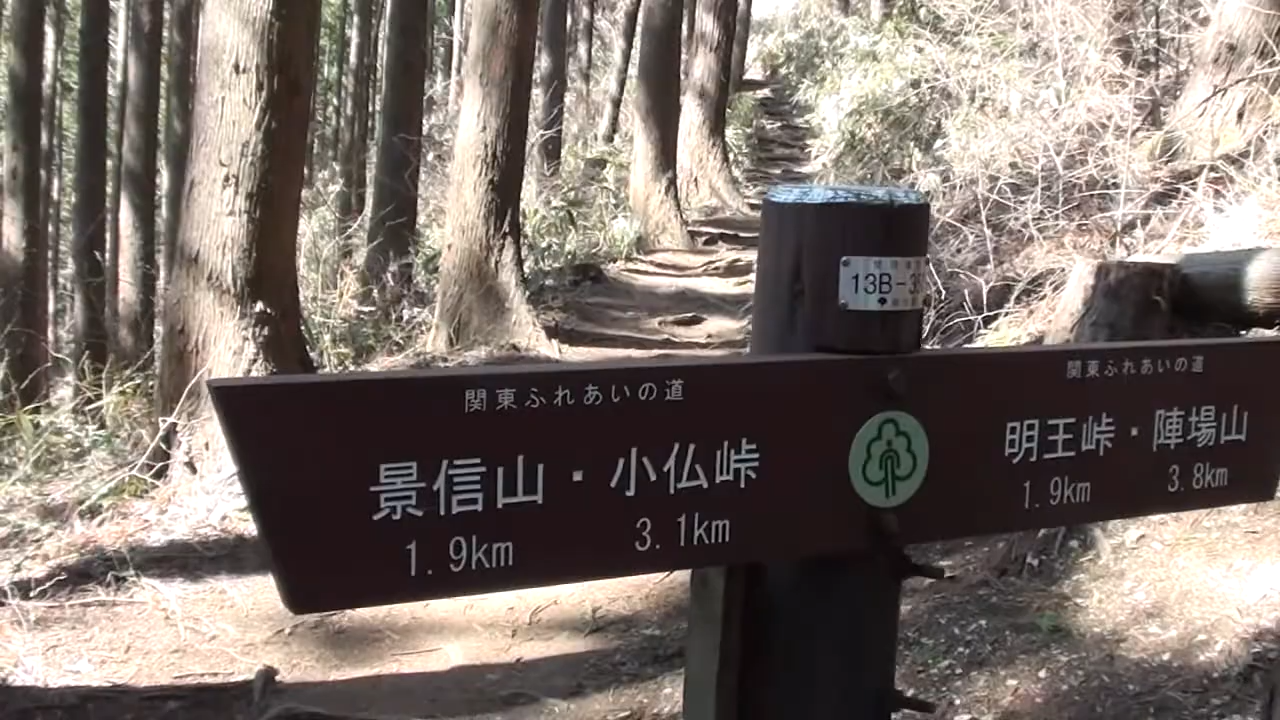 関東ふれあいの道
景信山・小仏峠
1.9km 3.1km
13B-3
関東ふれあいの道
明王峠・陣場山
1.9km 3.8km